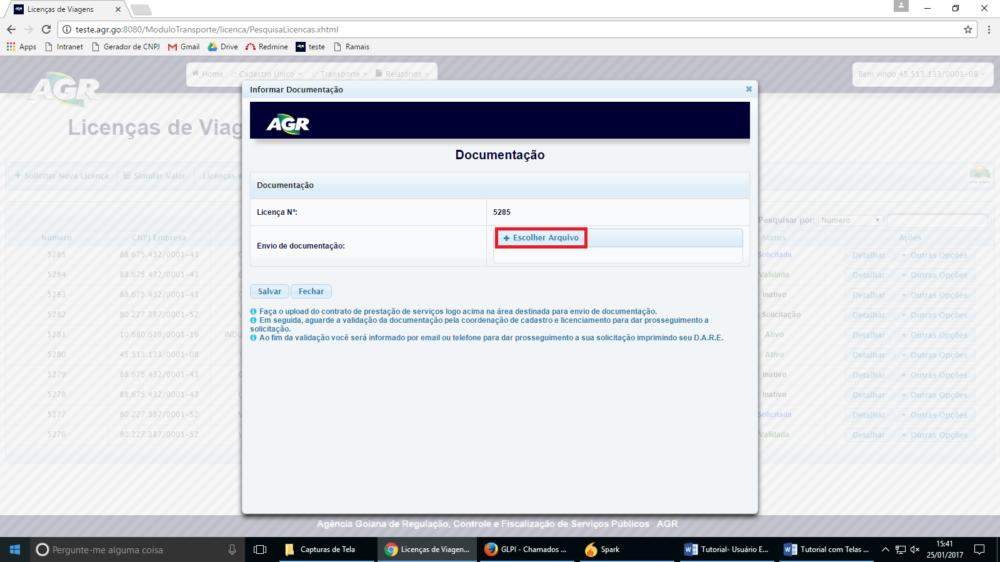 Licenças de Viagens
teste.agr.go:8080/ModuloTransporte/licenca/PesquisaLicencas.xhtml
Apps Intranet Gerador de CNPJ Gmail Drive Redmine teste Ramais
AGR
Home Cadastro Único Transporte Relatórios
Bem vindo 45.513.133/0001-08
Licenças de Viag
Solicitar Nova Licença Simular Valor Licenças e
Informar Documentação
AGR
Documentação
Documentação
Licença Nº: 5285
Envio de documentação: Escolher Arquivo
Salvar Fechar
Faça o upload do contrato de prestação de serviços logo acima na área destinada para envio de documentação.
Em seguida, aguarde a validação da documentação pela coordenação de cadastro e licenciamento para dar prosseguimento a
solicitação.
Ao fim da validação você será informado por email ou telefone para dar prosseguimento a sua solicitação imprimindo seu D.A.R.E.
Pesquisar por: Número
Número CNPJ Empresa Status Ações
5285 88.675.432/0001-43 C Solicitada Detalhar Outras Opções
5284 88.675.432/0001-43 Validada Detalhar Outras Opções
5283 88.675.432/0001-43 C Inativo Detalhar Outras Opções
5282 80.227.387/0001-52 V Solicitação Detalhar Outras Opções
5281 10.680.639/0001-19 INDU Ativo Detalhar Outras Opções
5280 45.513.133/0001-08 V Ativo Detalhar Outras Opções
5279 88.675.432/0001-43 C Inativo Detalhar Outras Opções
5278 88.675.432/0001-43 C Inativo Detalhar Outras Opções
5277 80.227.387/0001-52 V Solicitada Detalhar Outras Opções
5276 80.227.387/0001-52 V Validada Detalhar Outras Opções
Agência Goiana de Regulação, Controle e Fiscalização de Serviços Públicos AGR
Pergunte-me alguma coisa
Capturas de Tela
Licenças de Viagen...
GLPI - Chamados ...
Spark
Tutorial- Usuário E...
Tutorial com Telas ...
15:41
25/01/2017